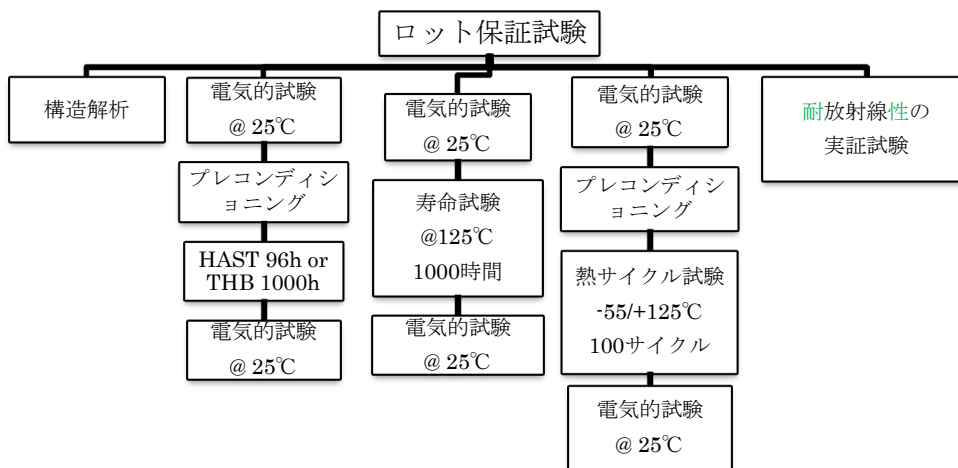 ロット保証試験
構造解析
電気的試験
@ 25℃
プレコンディシ
ョニング
HAST 96h or
THB 1000h
電気的試験
@ 25℃
電気的試験
@ 25℃
寿命試験
@125℃
1000時間
電気的試験
@ 25℃
電気的試験
@ 25℃
プレコンディシ
ョニング
熱サイクル試験
-55/+125℃
100サイクル
電気的試験
@ 25℃
耐放射線性の
実証試験